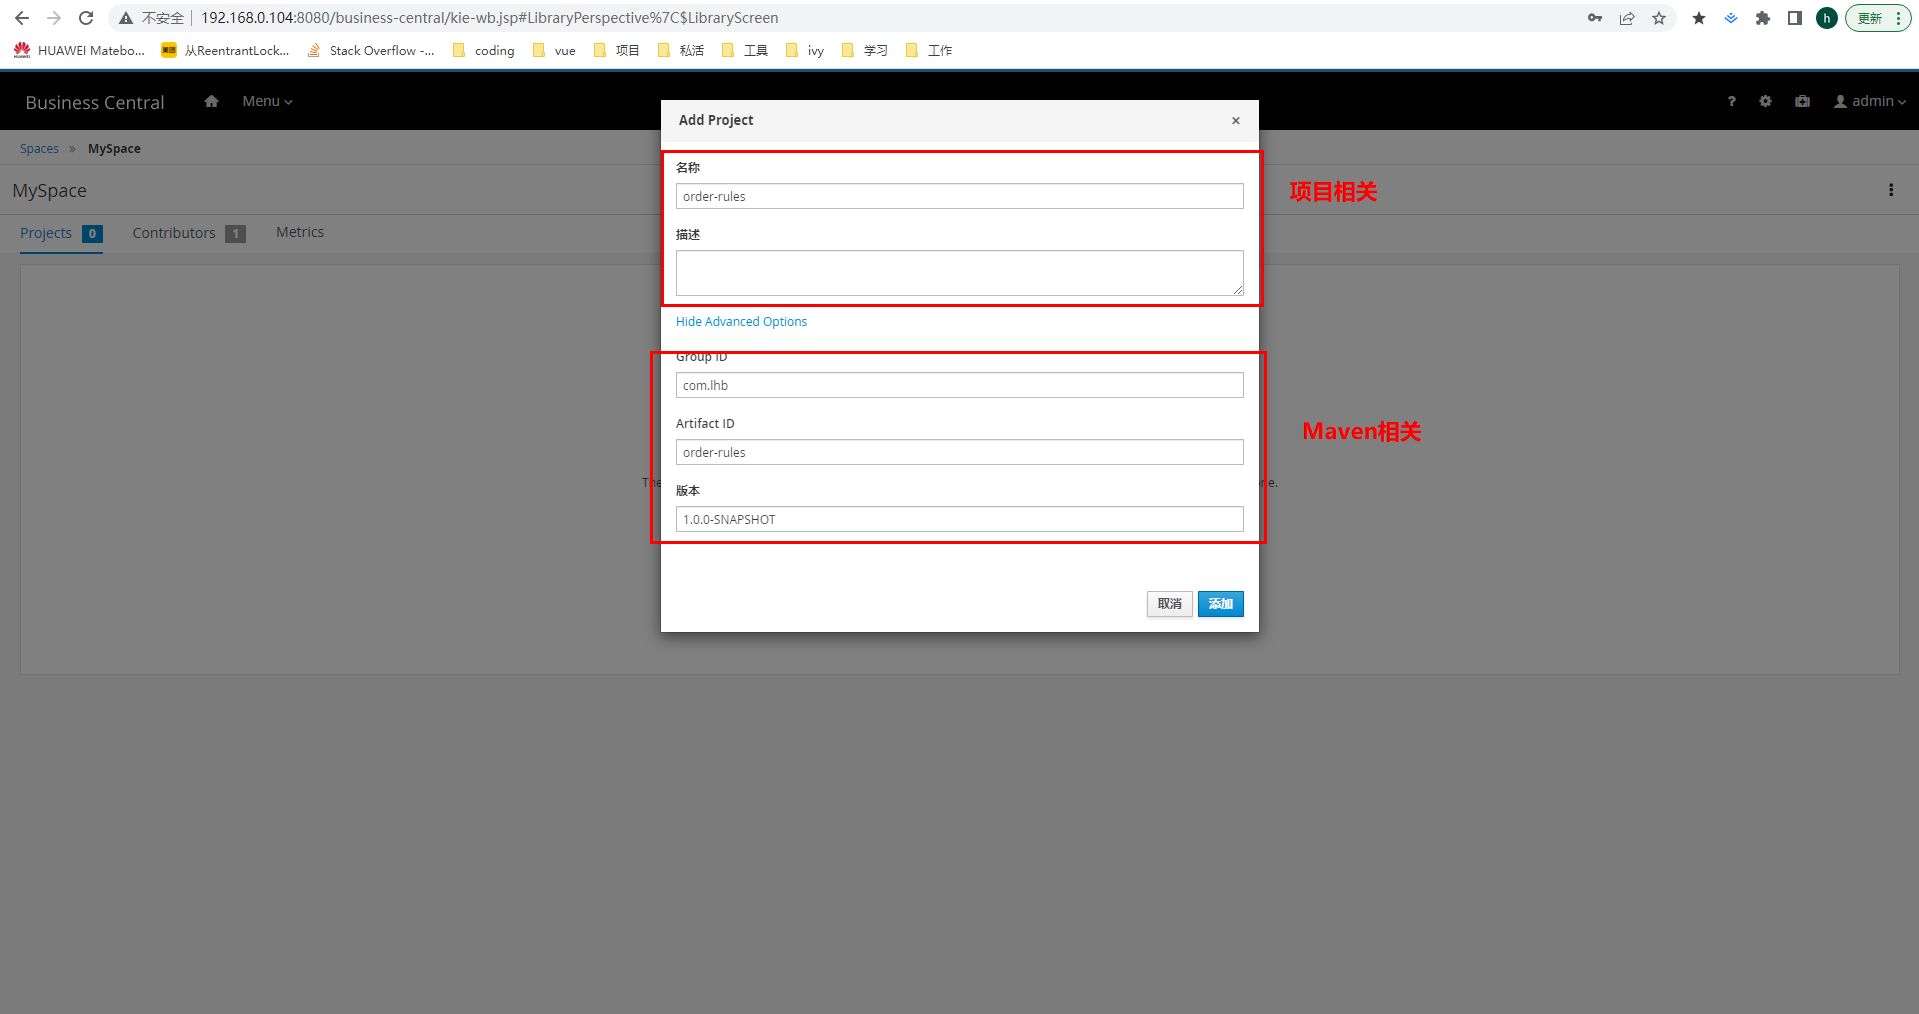 不安全 192.168.0.104:8080/business-central/kie-wb.jsp#LibraryPerspective%7C$LibraryScreen h 更新
HUAWEI Matebo... 美团 从ReentrantLock... Stack Overflow -... coding vue 项目 私活 工具 ivy 学习 工作
Business Central Menu ? admin
Spaces » MySpace
MySpace
Projects 0 Contributors 1 Metrics
Add Project ×
名称
order-rules
项目相关
描述
Hide Advanced Options
Group ID
com.lhb
Artifact ID
order-rules
Maven相关
版本
1.0.0-SNAPSHOT
取消 添加